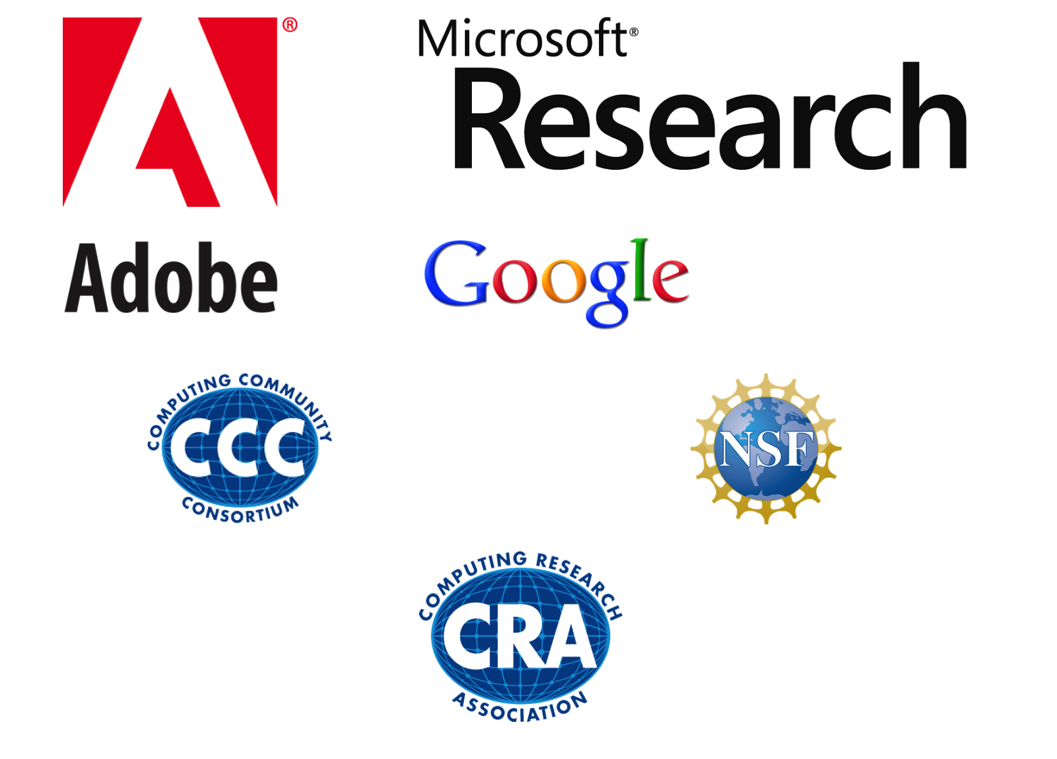 ®
Microsoft®
Research
Adobe
Google
COMPUTING COMMUNITY
CCC
CONSORTIUM
NSF
COMPUTING RESEARCH
CRA
ASSOCIATION